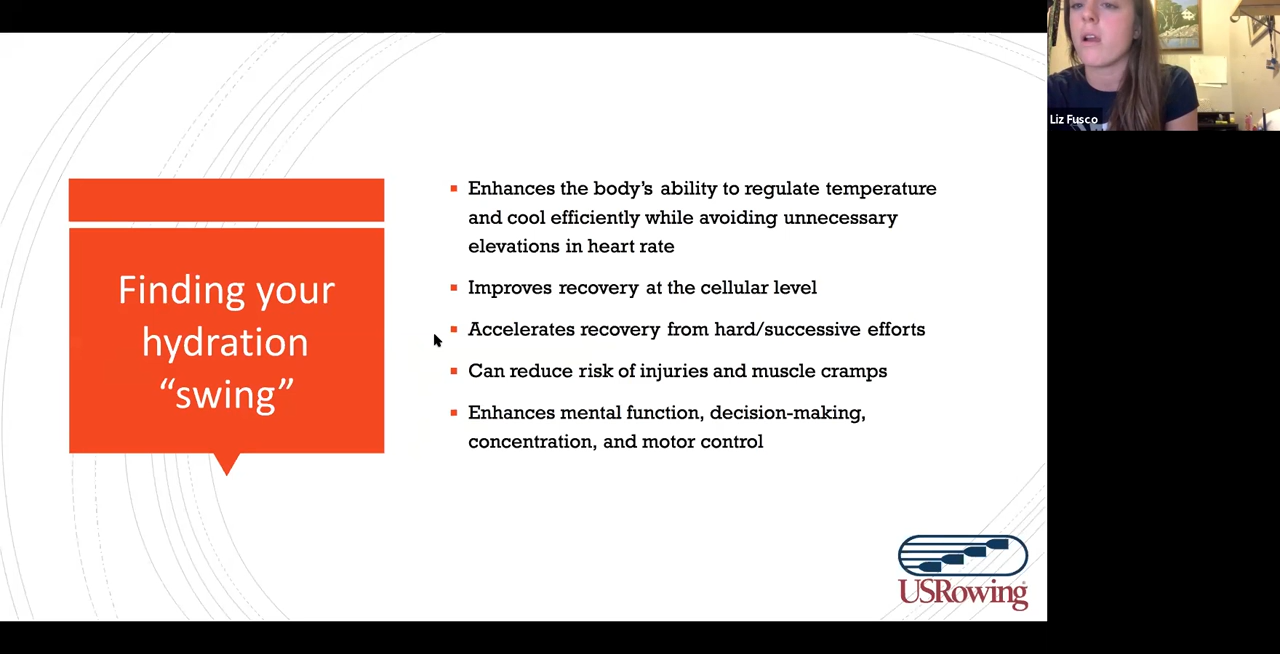 Liz Fusco
Finding your
hydration
“swing”
▪ Enhances the body’s ability to regulate temperature
and cool efficiently while avoiding unnecessary
elevations in heart rate
▪ Improves recovery at the cellular level
▪ Accelerates recovery from hard/successive efforts
▪ Can reduce risk of injuries and muscle cramps
▪ Enhances mental function, decision-making,
concentration, and motor control
USRowing®